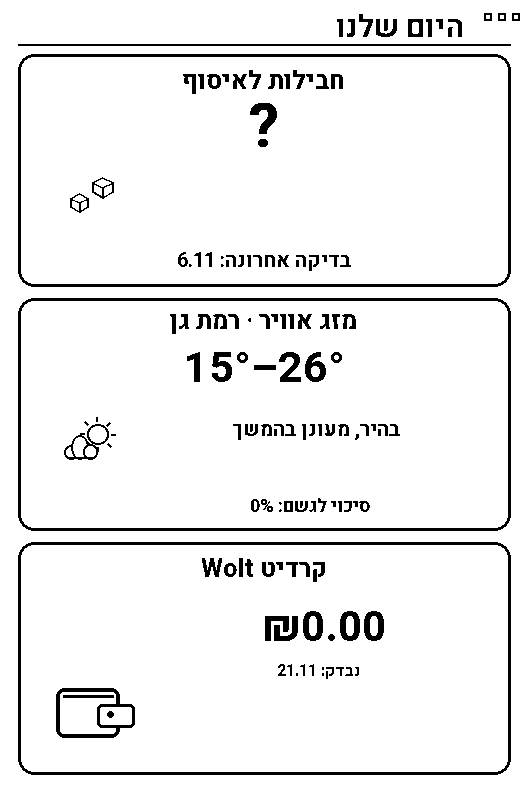 היום שלנו
חבילות לאיסוף
?
בדיקה אחרונה: 6.11
מזג אוויר · רמת גן
15°–26°
בהיר, מעונן בהמשך
סיכוי לגשם: 0%
קרדיט Wolt
₪0.00
נבדק: 21.11